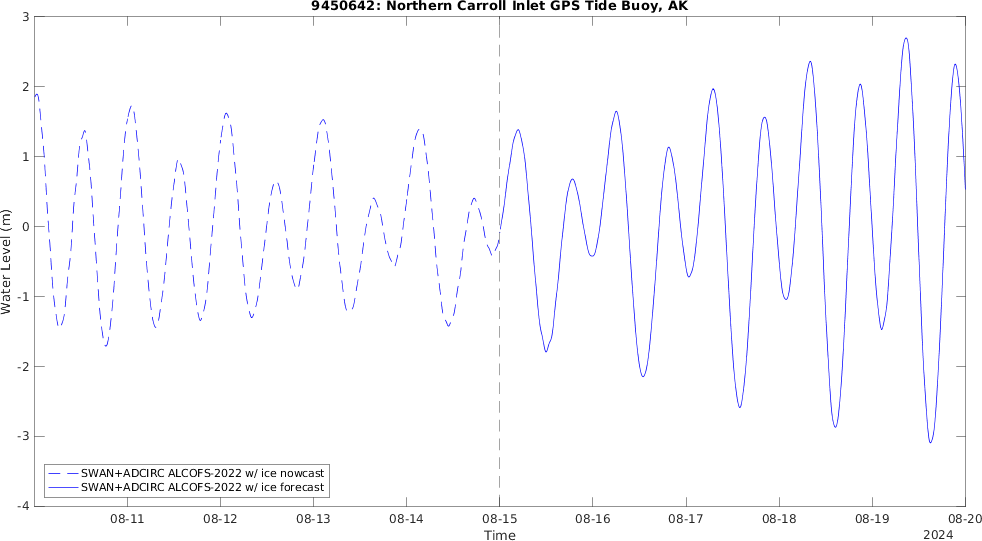 9450642: Northern Carroll Inlet GPS Tide Buoy, AK
3
2
1
0
-1
-2
-3
-4
Water Level (m)
SWAN+ADCIRC ALCOFS-2022 w/ ice nowcast
SWAN+ADCIRC ALCOFS-2022 w/ ice forecast
08-11 08-12 08-13 08-14 08-15 08-16 08-17 08-18 08-19 08-20
Time
2024